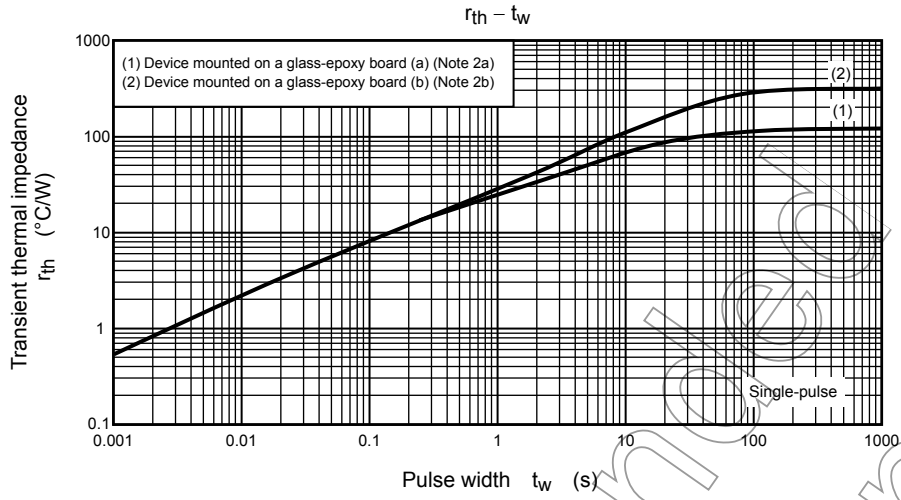 rth – tw
1000
(1) Device mounted on a glass-epoxy board (a) (Note 2a)
(2) Device mounted on a glass-epoxy board (b) (Note 2b)
(2)
(1)
100
10
1
0.1
Transient thermal impedance
rth (°C/W)
Single-pulse
0.001
0.01
0.1
1
10
100
1000
Pulse width tw (s)